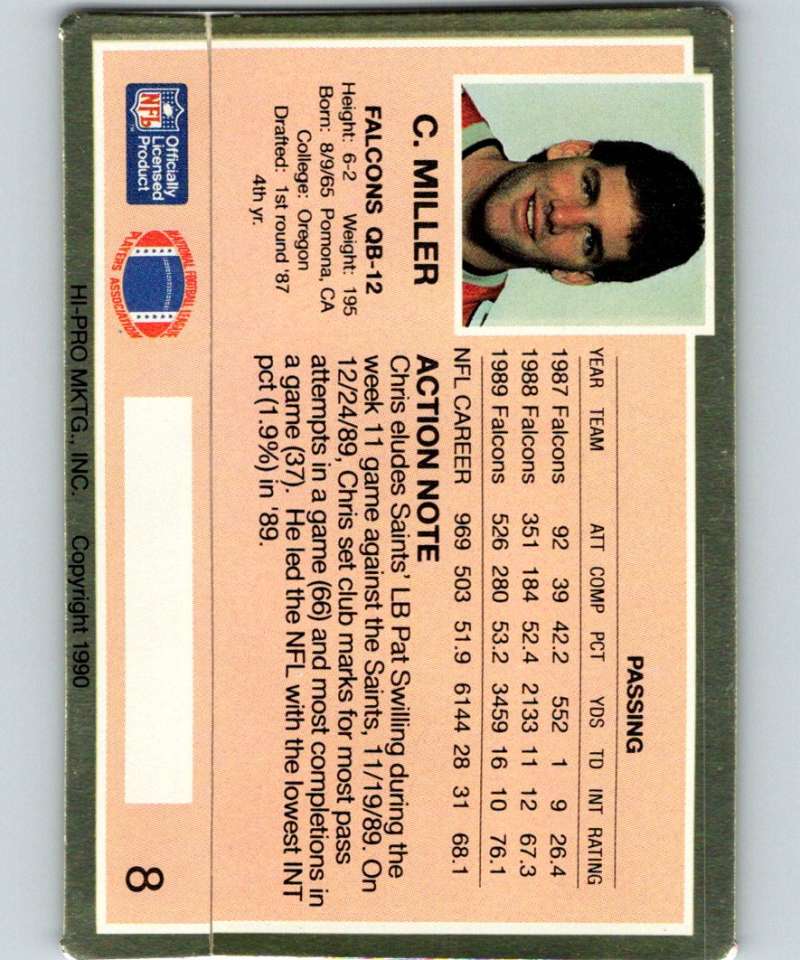 C. MILLER
FALCONS QB-12
Height: 6-2 Weight: 195
Born: 8/9/65 Pomona, CA
College: Oregon
Drafted: 1st round '87
4th yr.
PASSING
YEAR TEAM ATT COMP PCT YDS TD INT RATING
1987 Falcons 92 39 42.2 552 1 9 26.4
1988 Falcons 351 184 52.4 2133 11 12 67.3
1989 Falcons 526 280 53.2 3459 16 10 76.1
NFL CAREER 969 503 51.9 6144 28 31 68.1
ACTION NOTE
Chris eludes Saints' LB Pat Swilling during the
week 11 game against the Saints, 11/19/89. On
12/24/89, Chris set club marks for most pass
attempts in a game (66) and most completions in
a game (37). He led the NFL with the lowest INT
pct (1.9%) in '89.
NFL
TM
Officially
Licensed
Product
NATIONAL FOOTBALL LEAGUE
PLAYERS ASSOCIATION
8
HI-PRO MKTG., INC. Copyright 1990